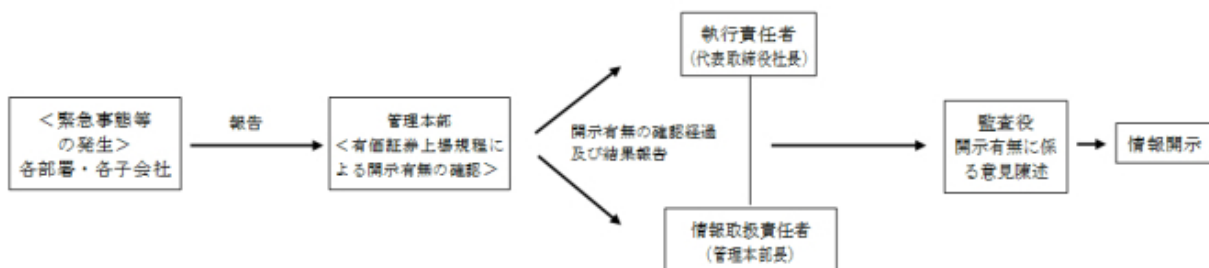 ＜緊急事態等
の発生＞
各部署・各子会社
報告
管理本部
＜有価証券上場規程に
よる開示有無の確認＞
執行責任者
(代表取締役社長)
開示有無の確認経過
及び結果報告
情報取扱責任者
(管理本部長)
監査役
開示有無に係
る意見陳述
情報開示